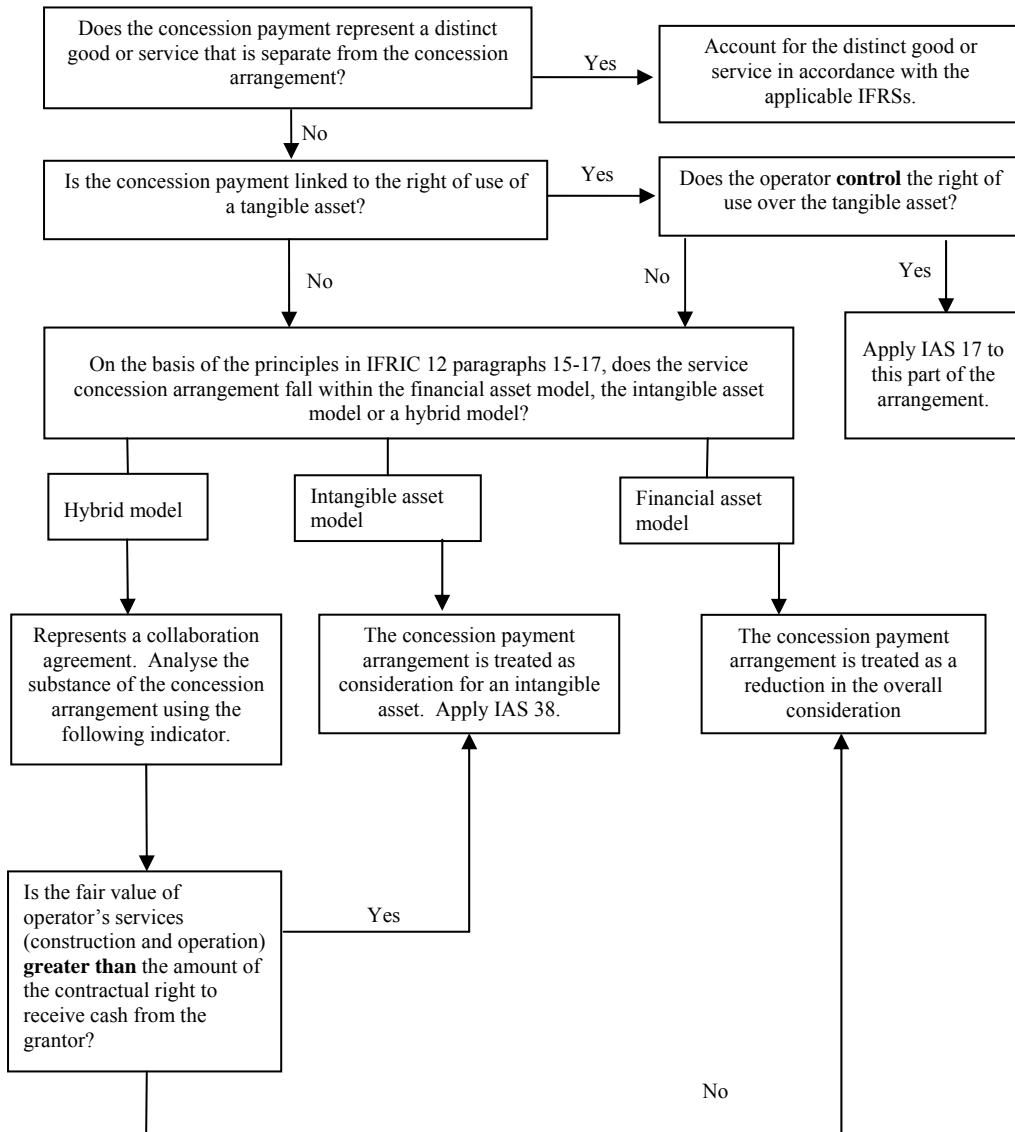 Does the concession payment represent a distinct
good or service that is separate from the concession
arrangement?
Yes
Account for the distinct good or
service in accordance with the
applicable IFRSs.
No
Is the concession payment linked to the right of use of
a tangible asset?
Yes
Does the operator control the right of
use over the tangible asset?
No
No
Yes
On the basis of the principles in IFRIC 12 paragraphs 15-17, does the service
concession arrangement fall within the financial asset model, the intangible asset
model or a hybrid model?
Apply IAS 17 to
this part of the
arrangement.
Hybrid model
Intangible asset
model
Financial asset
model
Represents a collaboration
agreement. Analyse the
substance of the concession
arrangement using the
following indicator.
The concession payment
arrangement is treated as
consideration for an intangible
asset. Apply IAS 38.
The concession payment
arrangement is treated as a
reduction in the overall
consideration
Is the fair value of
operator's services
(construction and operation)
greater than the amount of
the contractual right to
receive cash from the
grantor?
Yes
No